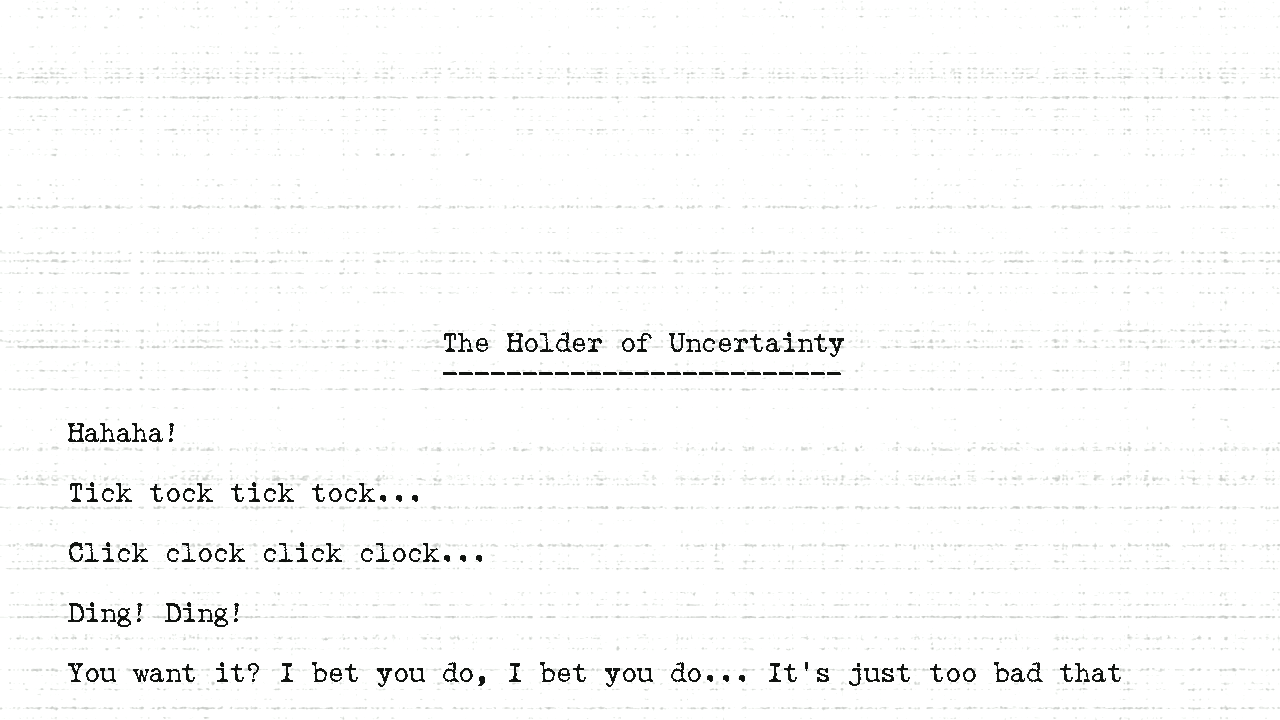 The Holder of Uncertainty
-------------------------
Hahaha!
Tick tock tick tock...
Click clock click clock...
Ding! Ding!
You want it? I bet you do, I bet you do... It's just too bad that